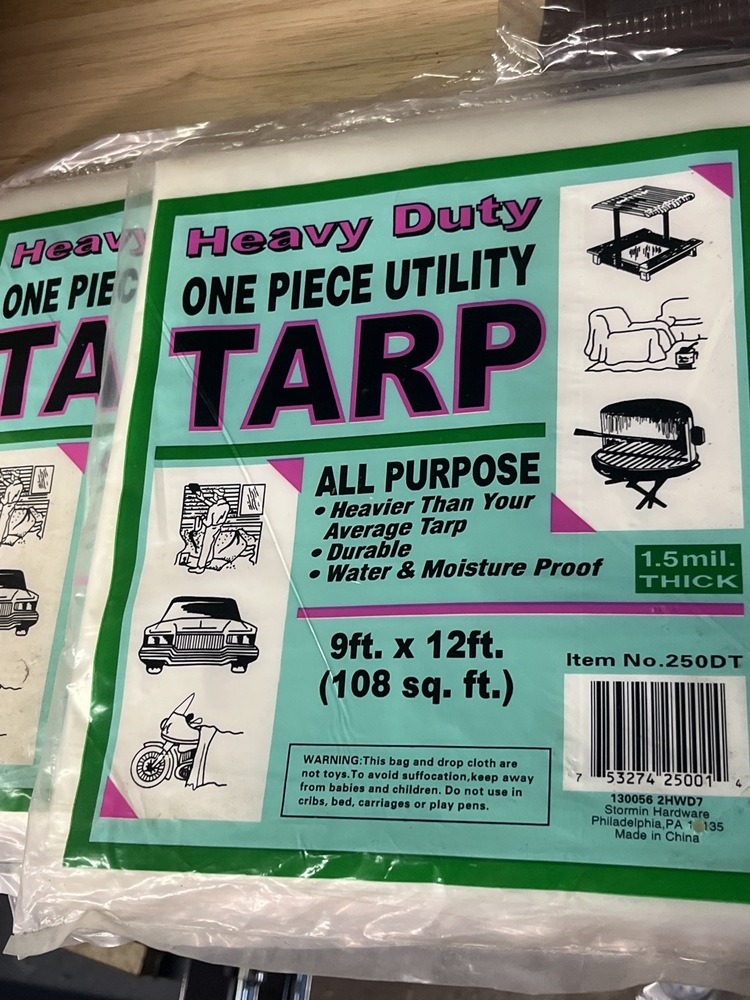 Heavy
ONE PIEC
TA
Heavy Duty
ONE PIECE UTILITY
TARP
ALL PURPOSE
• Heavier Than Your
Average Tarp
• Durable
• Water & Moisture Proof
1.5mil.
THICK
9ft. x 12ft.
(108 sq. ft.)
Item No.250DT
WARNING:This bag and drop cloth are
not toys.To avoid suffocation,keep away
from babies and children. Do not use in
cribs, bed, carriages or play pens.
7 53274 25001 4
130056 2HWD7
Stormin Hardware
Philadelphia,PA
Made in China